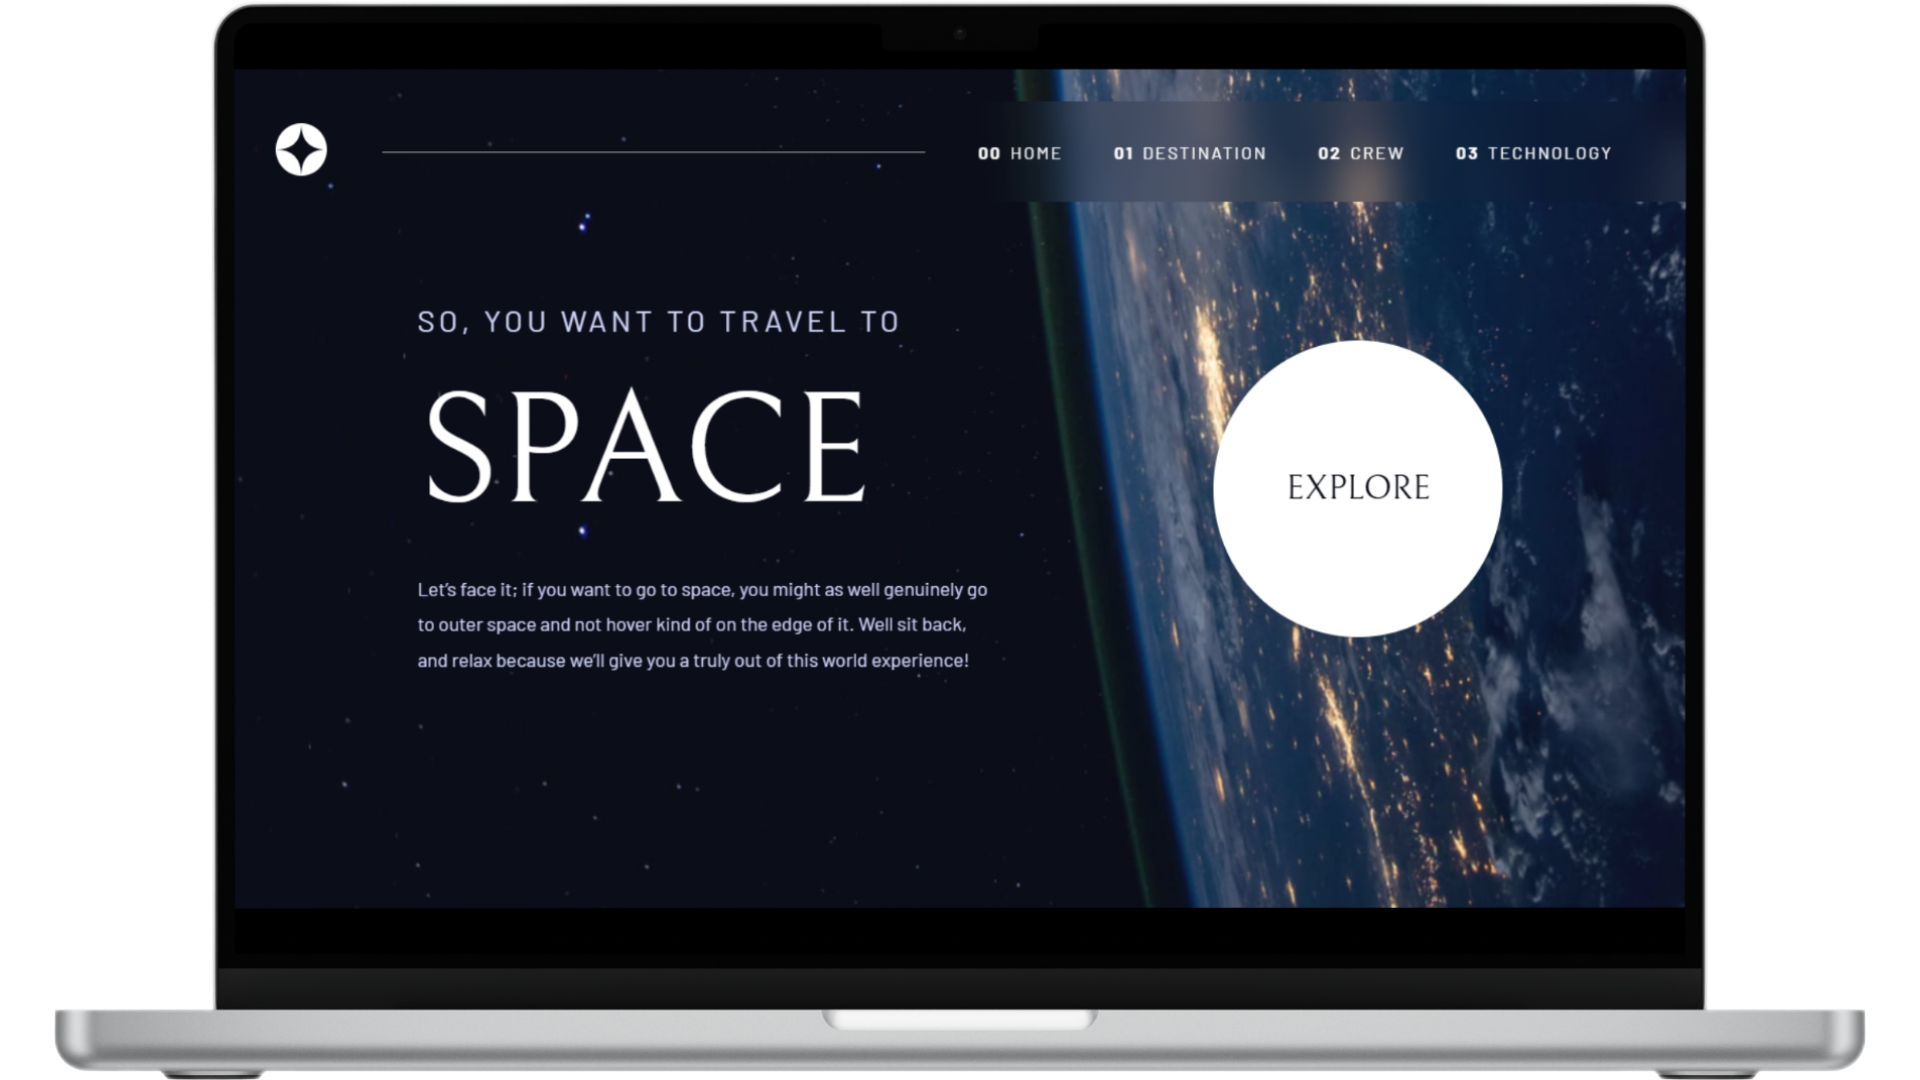 00 HOME 01 DESTINATION 02 CREW 03 TECHNOLOGY
SO, YOU WANT TO TRAVEL TO
SPACE
Let's face it; if you want to go to space, you might as well genuinely go
to outer space and not hover kind of on the edge of it. Well sit back,
and relax because we'll give you a truly out of this world experience!
EXPLORE